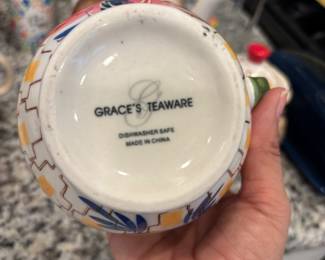 G
GRACE'S TEAWARE
DISHWASHER SAFE
MADE IN CHINA